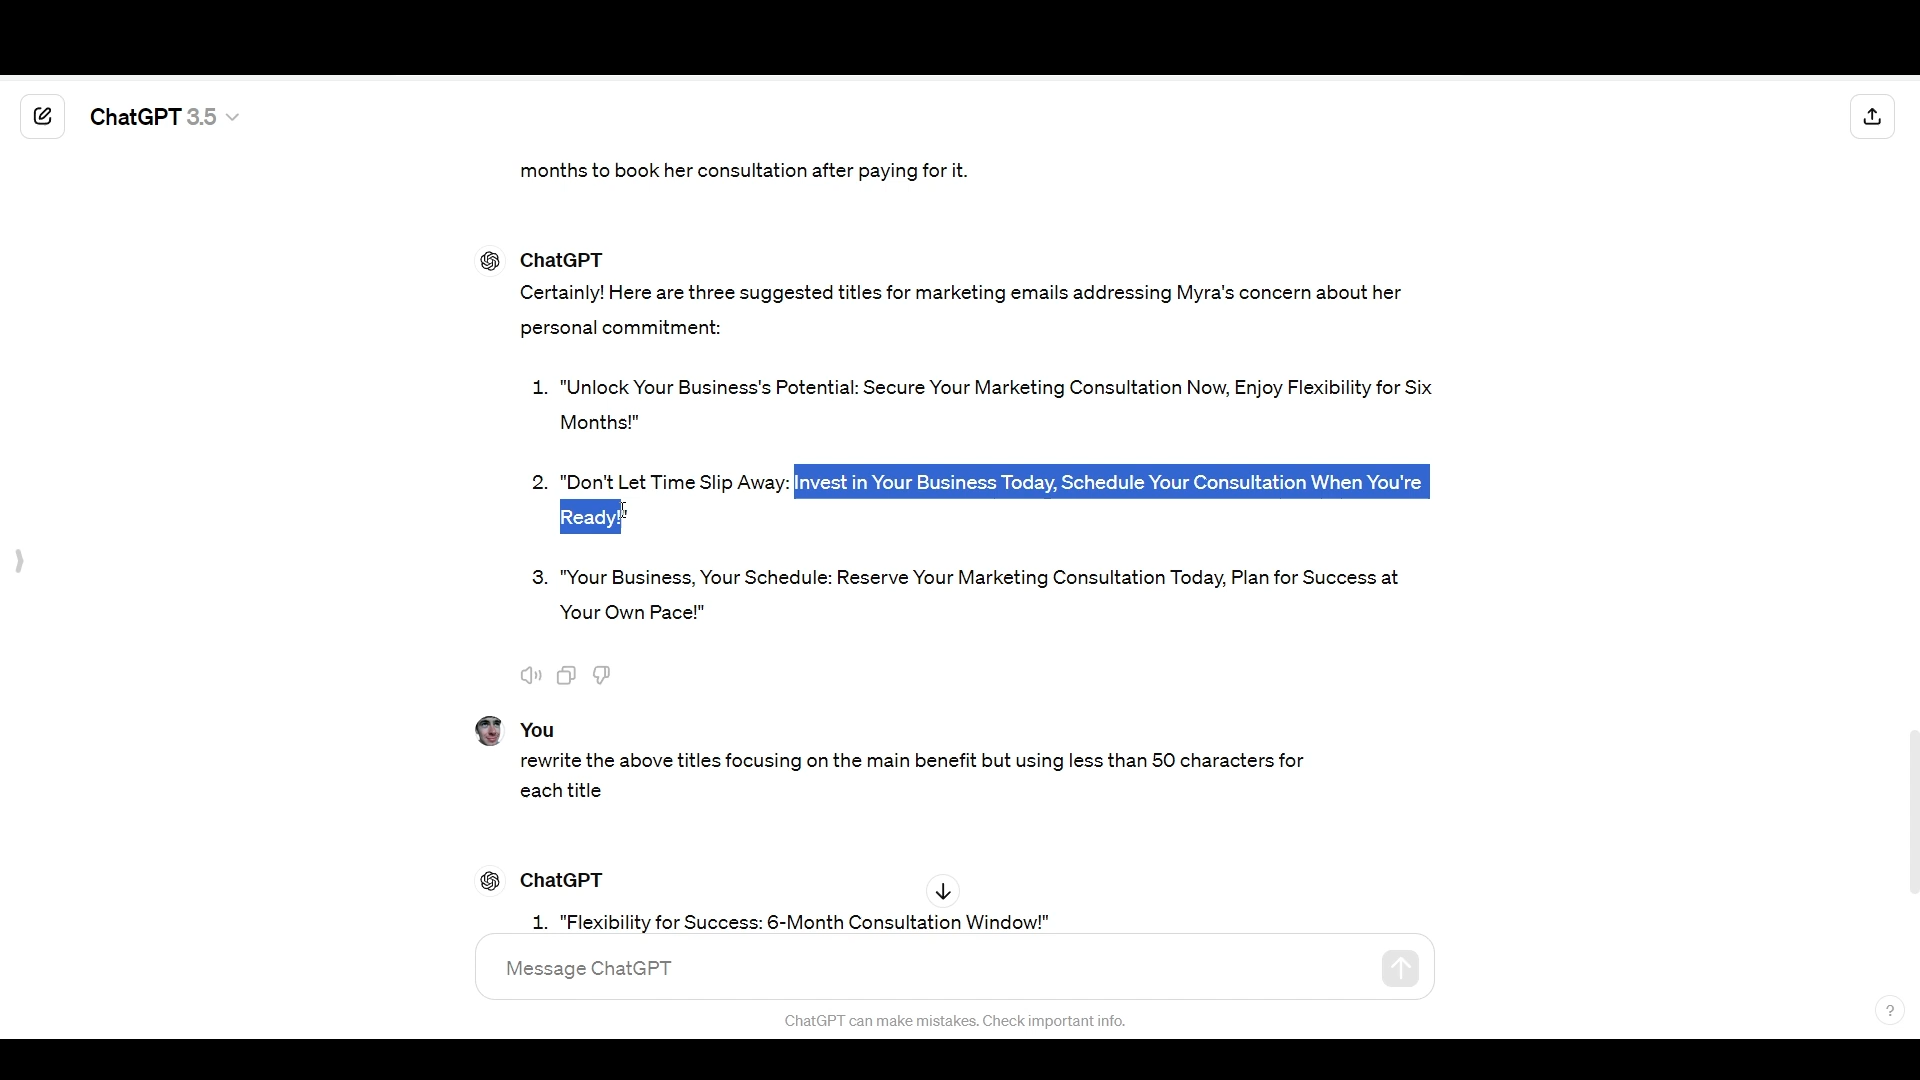 ChatGPT 3.5
months to book her consultation after paying for it.
ChatGPT
Certainly! Here are three suggested titles for marketing emails addressing Myra's concern about her
personal commitment:
1. "Unlock Your Business's Potential: Secure Your Marketing Consultation Now, Enjoy Flexibility for Six
Months!"
2. "Don't Let Time Slip Away: Invest in Your Business Today, Schedule Your Consultation When You're
Ready!"
3. "Your Business, Your Schedule: Reserve Your Marketing Consultation Today, Plan for Success at
Your Own Pace!"
You
rewrite the above titles focusing on the main benefit but using less than 50 characters for
each title
ChatGPT
1. "Flexibility for Success: 6-Month Consultation Window!"
Message ChatGPT
ChatGPT can make mistakes. Check important info.
?